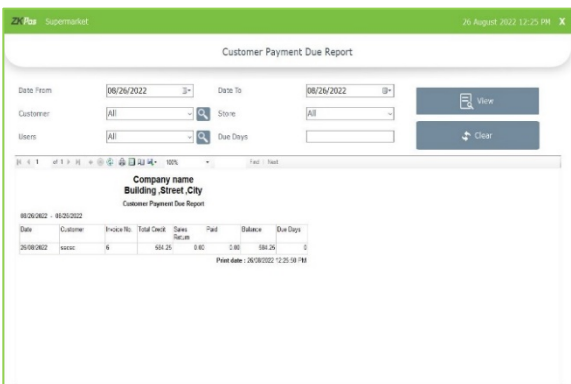 ZKPos Supermarket 26 August 2022 12:25 PM X
Customer Payment Due Report
Date From 08/26/2022 Date To 08/26/2022 View
Customer All Store All
Users All Due Days Clear
1 of 1 100% Find | Next
Company name
Building ,Street ,City
Customer Payment Due Report
08/26/2022 - 08/26/2022
Date Customer Invoice No. Total Credit Sales Return Paid Balance Due Days
26/08/2022 6 584.25 0.00 0.00 584.25 0
Print date : 26/08/2022 12:25:50 PM